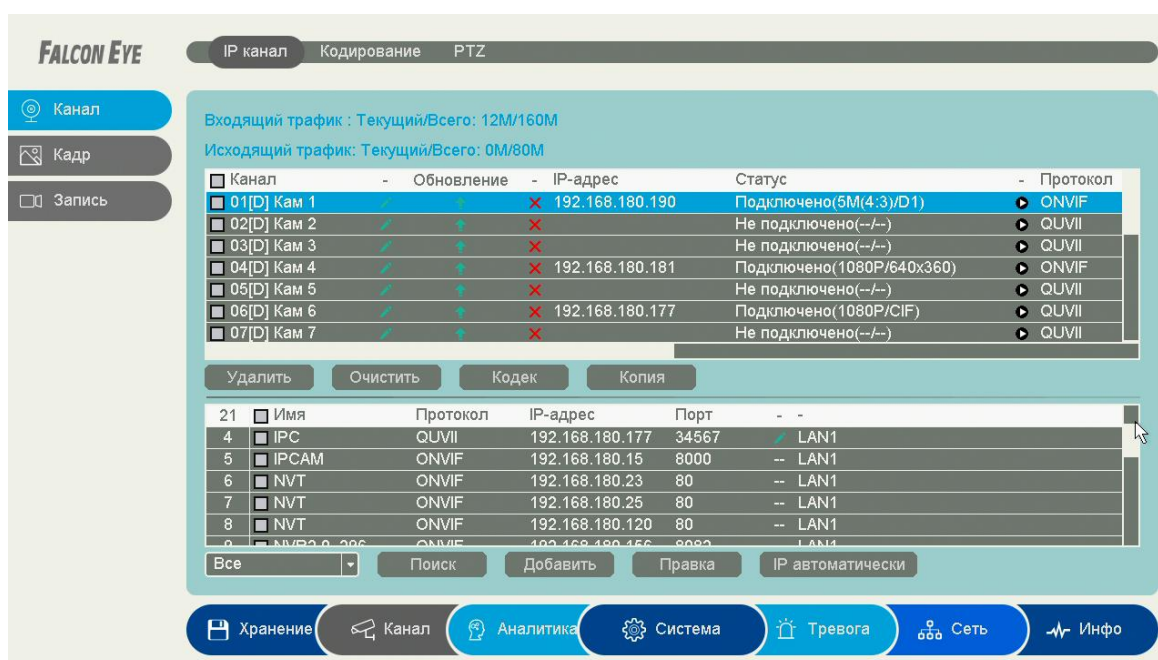 FALCON EYE
IP канал Кодирование PTZ
Канал
Кадр
Запись
Входящий трафик : Текущий/Всего: 12M/160M
Исходящий трафик: Текущий/Всего: 0M/80M
Канал - Обновление - IP-адрес Статус - Протокол
01[D] Кам 1 192.168.180.190 Подключено(5M(4:3)/D1) ONVIF
02[D] Кам 2 Не подключено(--/--) QUVII
03[D] Кам 3 Не подключено(--/--) QUVII
04[D] Кам 4 192.168.180.181 Подключено(1080P/640x360) ONVIF
05[D] Кам 5 Не подключено(--/--) QUVII
06[D] Кам 6 192.168.180.177 Подключено(1080P/CIF) QUVII
07[D] Кам 7 Не подключено(--/--) QUVII
Удалить Очистить Кодек Копия
21 Имя Протокол IP-адрес Порт - -
4 IPC QUVII 192.168.180.177 34567 LAN1
5 IPCAM ONVIF 192.168.180.15 8000 -- LAN1
6 NVT ONVIF 192.168.180.23 80 -- LAN1
7 NVT ONVIF 192.168.180.25 80 -- LAN1
8 NVT ONVIF 192.168.180.120 80 -- LAN1
ONVIF LAN1
Все Поиск Добавить Правка IP автоматически
Хранение Канал Аналитика Система Тревога Сеть Инфо